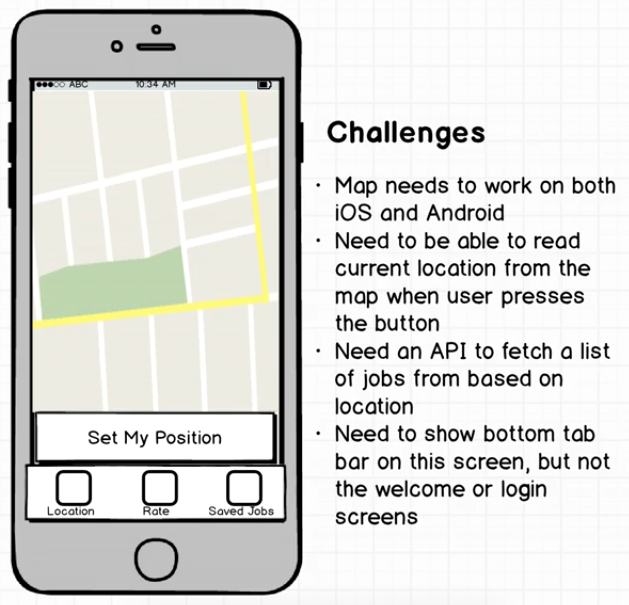 ●●●○○ ABC 10:34 AM
Set My Position
Location Rate Saved Jobs
Challenges
· Map needs to work on both
iOS and Android
· Need to be able to read
current location from the
map when user presses
the button
· Need an API to fetch a list
of jobs from based on
location
· Need to show bottom tab
bar on this screen, but not
the welcome or login
screens